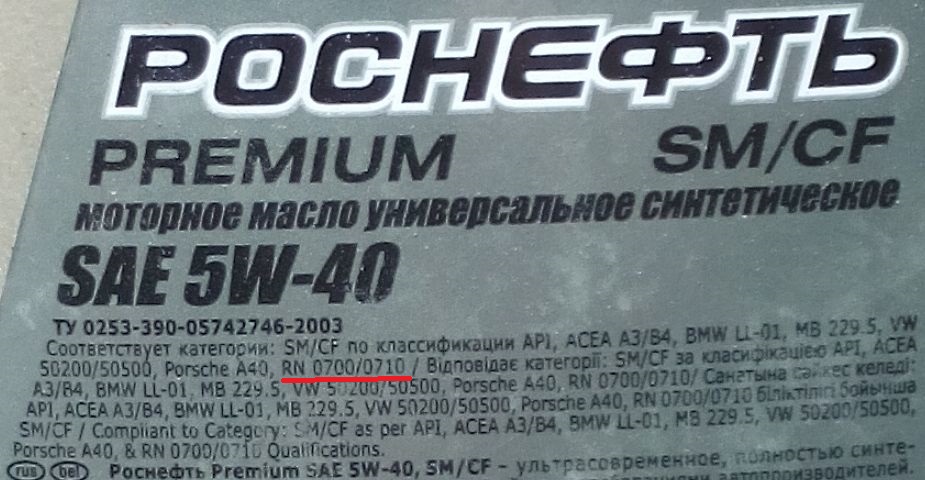 РОСНЕФТЬ
PREMIUM SM/CF
моторное масло универсальное синтетическое
SAE 5W-40
ТУ 0253-390-05742746-2003
Соответствует категории: SM/CF по классификации API, ACEA A3/B4, BMW LL-01, MB 229.5, VW
50200/50500, Porsche A40, RN 0700/0710 / Відповідає категорії: SM/CF за класифікацією API, ACEA
A3/B4, BMW LL-01, MB 229.5, VW 50200/50500, Porsche A40, RN 0700/0710/ Санатына сәйкес келеді:
API, ACEA A3/B4, BMW LL-01, MB 229.5, VW 50200/50500, Porsche A40, RN 0700/0710 біліктілігі бойынша
SM/CF / Compliant to Category: SM/CF as per API, ACEA A3/B4, BMW LL-01, MB 229.5, VW 50200/50500,
Porsche A40, & RN 0700/0710 Qualifications.
rus bel Роснефть Premium SAE 5W-40, SM/CF – ультрасовременное, полностью синте-
автопроизводителей.